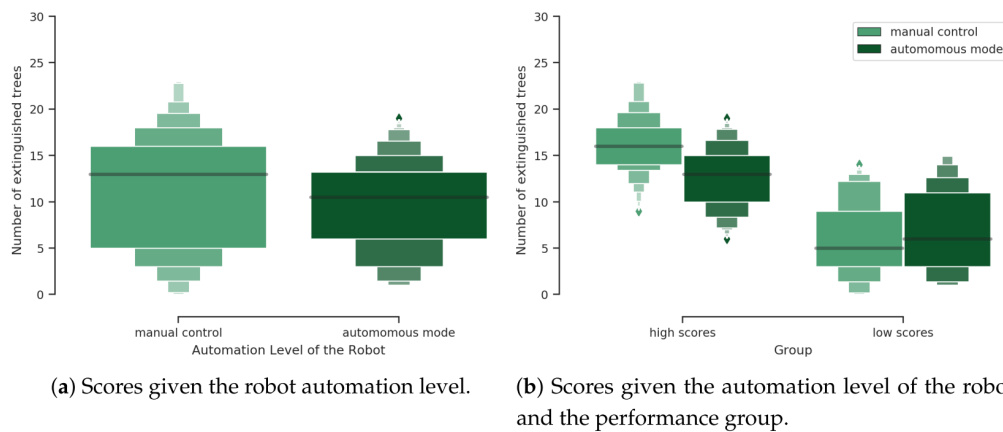 30
25
20
15
10
5
0
Number of extinguished trees
manual control
automomous mode
Automation Level of the Robot
30
25
20
15
10
5
0
Number of extinguished trees
manual control
automomous mode
high scores
low scores
Group
(a) Scores given the robot automation level.
(b) Scores given the automation level of the robo
and the performance group.